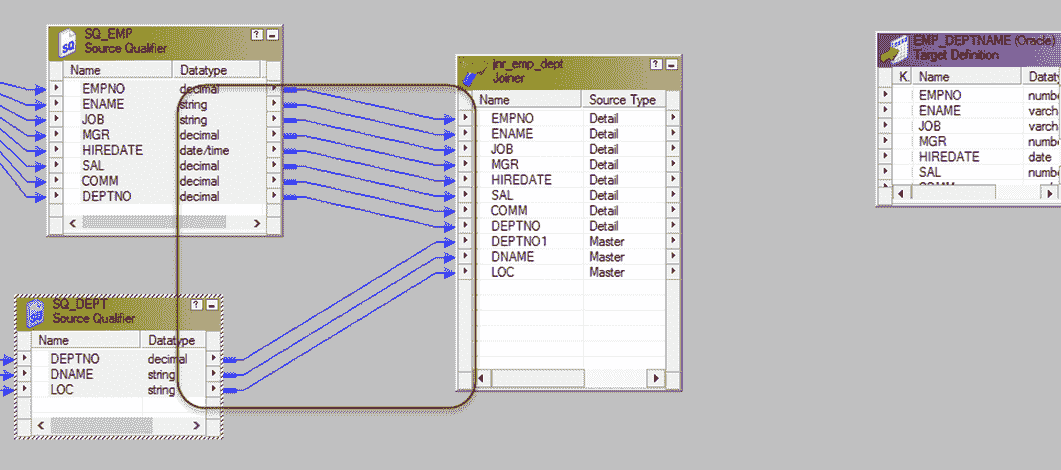 SQ_EMP
Source Qualifier
Name Datatype
EMPNO decimal
ENAME string
JOB string
MGR decimal
HIREDATE date/time
SAL decimal
COMM decimal
DEPTNO decimal
SQ_DEPT
Source Qualifier
Name Datatype
DEPTNO decimal
DNAME string
LOC string
jnr_emp_dept
Joiner
Name Source Type
EMPNO Detail
ENAME Detail
JOB Detail
MGR Detail
HIREDATE Detail
SAL Detail
COMM Detail
DEPTNO Detail
DEPTNO1 Master
DNAME Master
LOC Master
EMP_DEPTNAME (Oracle)
Target Definition
K Name Dataty
EMPNO numbe
ENAME varch
JOB varch
MGR numbe
HIREDATE date
SAL numbe